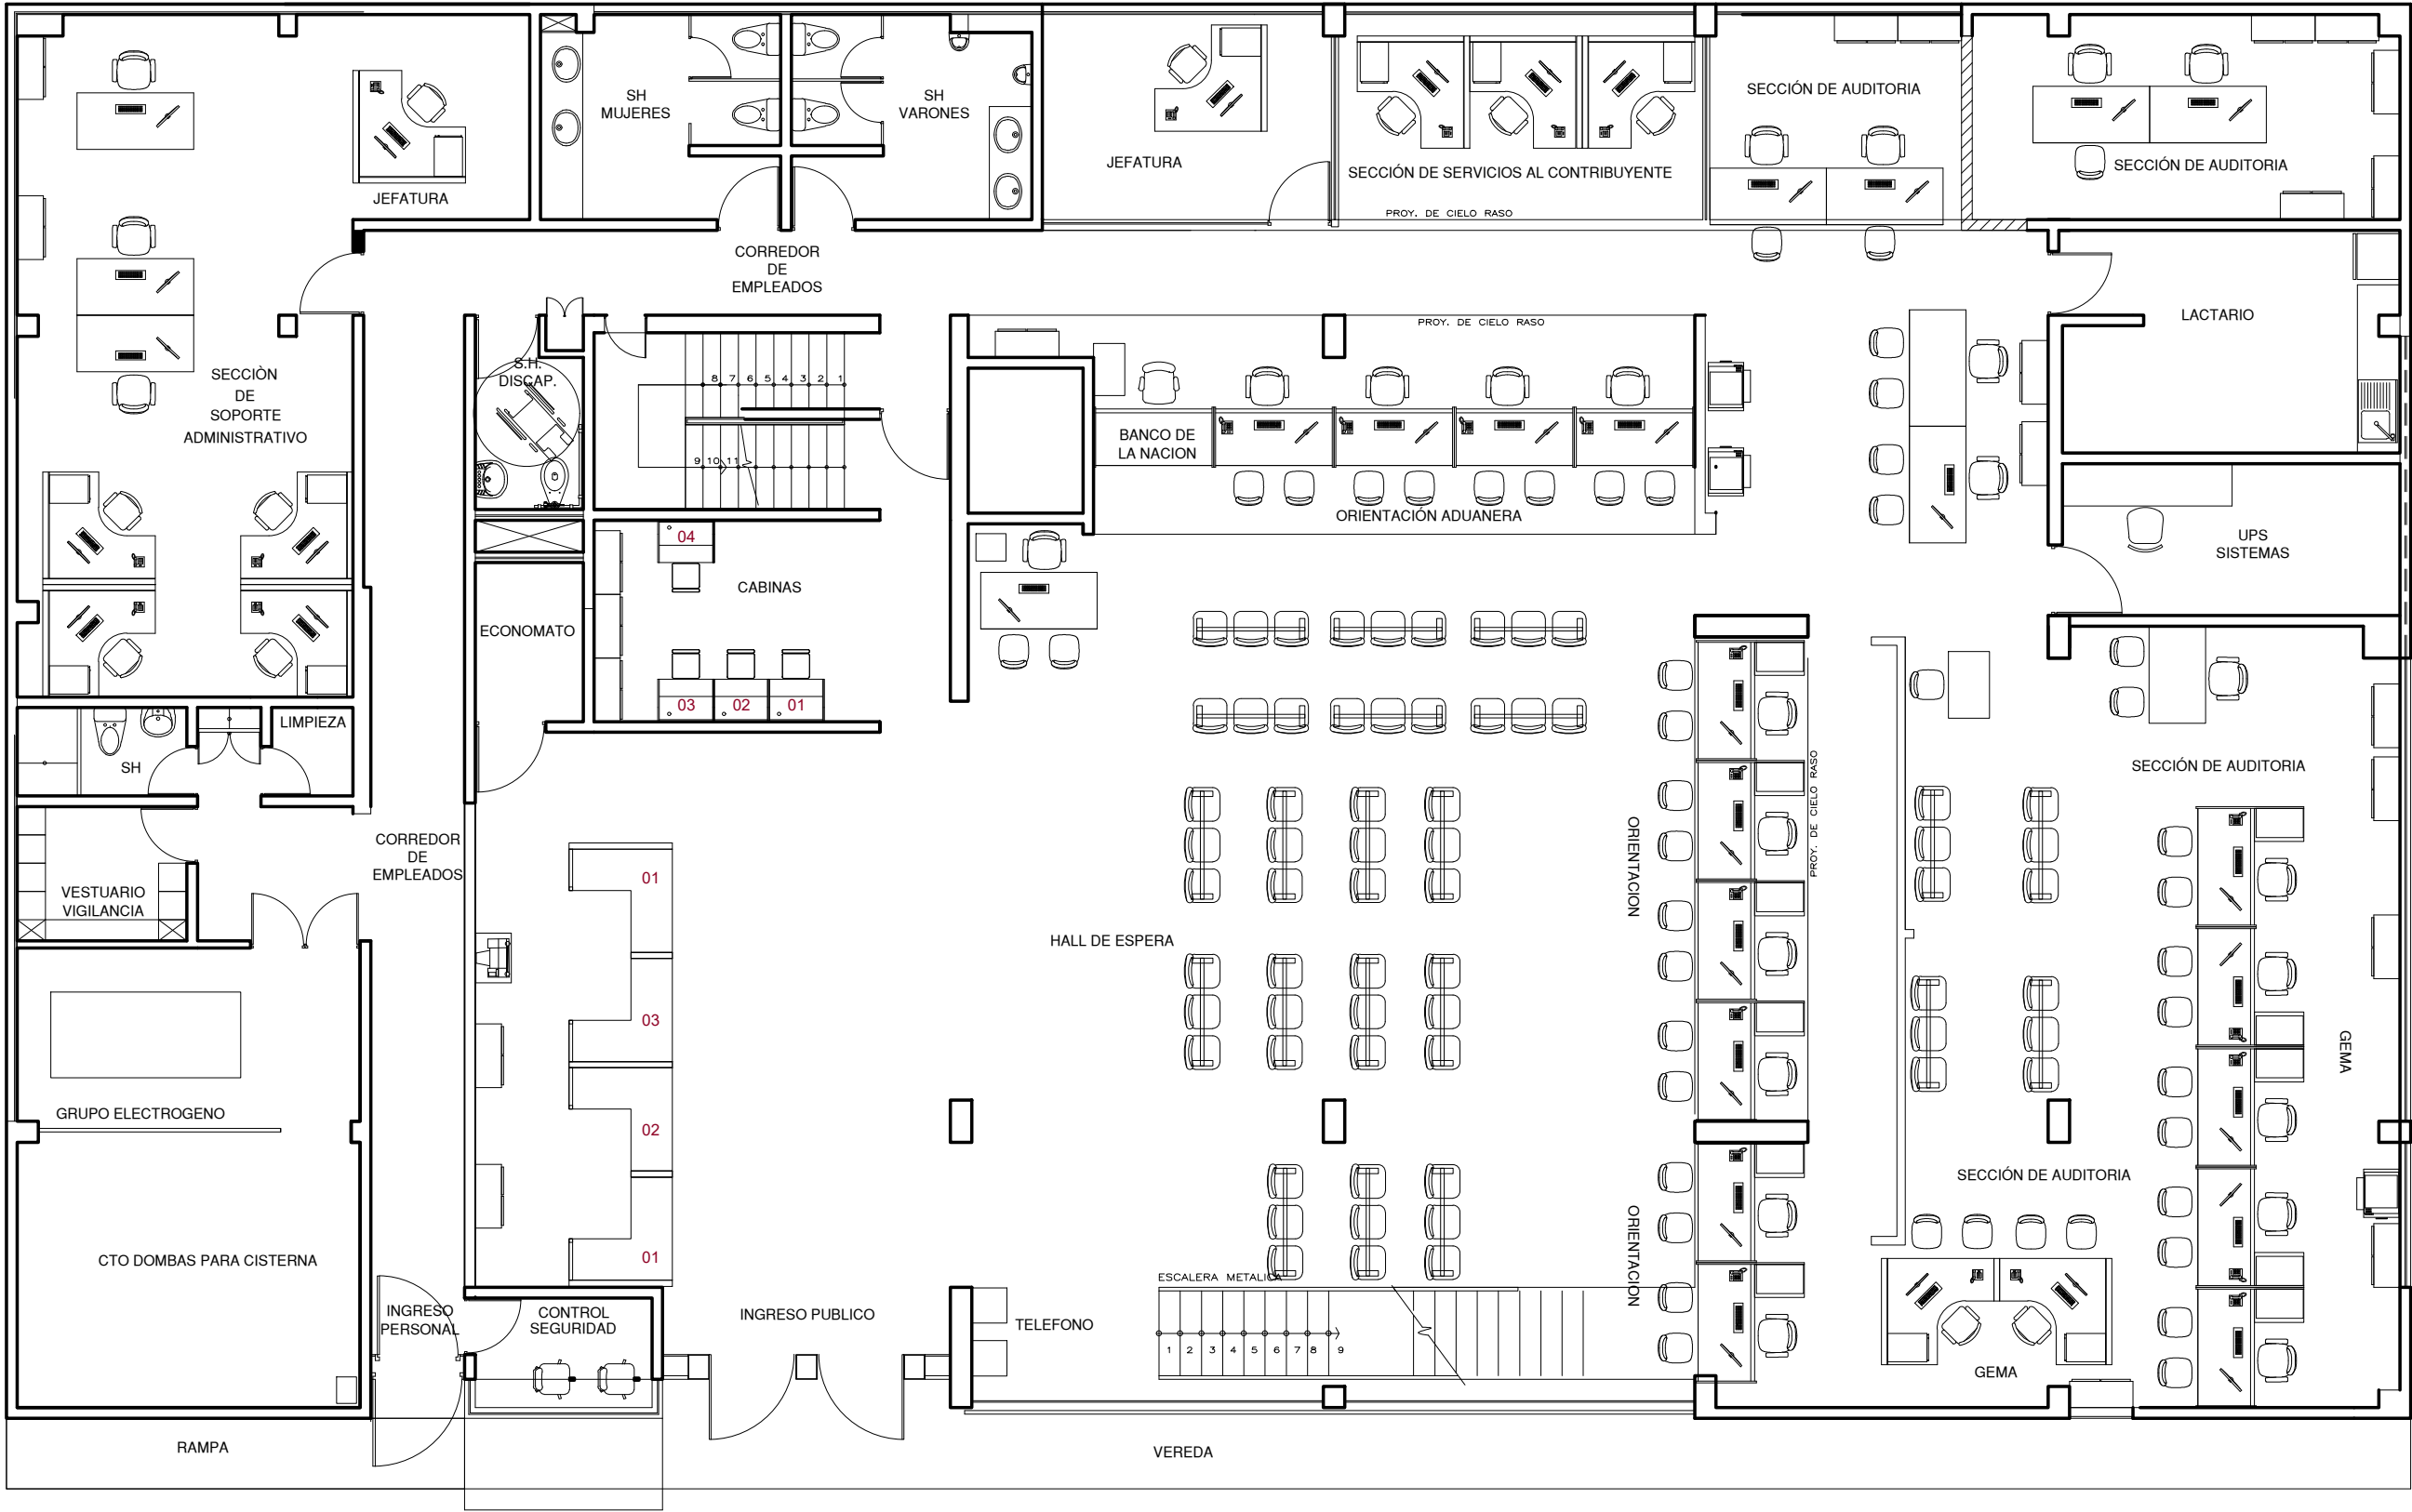 SH
MUJERES
SH
VARONES
JEFATURA
SECCIÓN DE SERVICIOS AL CONTRIBUYENTE
PROY. DE CIELO RASO
SECCIÓN DE AUDITORIA
SECCIÓN DE AUDITORIA
JEFATURA
CORREDOR
DE
EMPLEADOS
SECCIÒN
DE
SOPORTE
ADMINISTRATIVO
S.H.
DISCAP.
8 7 6 5 4 3 2 1
9 10 11
PROY. DE CIELO RASO
BANCO DE
LA NACION
ORIENTACIÓN ADUANERA
LACTARIO
UPS
SISTEMAS
04
CABINAS
03 02 01
ECONOMATO
LIMPIEZA
SH
VESTUARIO
VIGILANCIA
CORREDOR
DE
EMPLEADOS
01
03
02
01
HALL DE ESPERA
ORIENTACION
PROY. DE CIELO RASO
SECCIÓN DE AUDITORIA
GEMA
GRUPO ELECTROGENO
CTO DOMBAS PARA CISTERNA
SECCIÓN DE AUDITORIA
ORIENTACION
INGRESO
PERSONAL
CONTROL
SEGURIDAD
INGRESO PUBLICO
TELEFONO
ESCALERA METALICA
1 2 3 4 5 6 7 8 9
GEMA
RAMPA
VEREDA